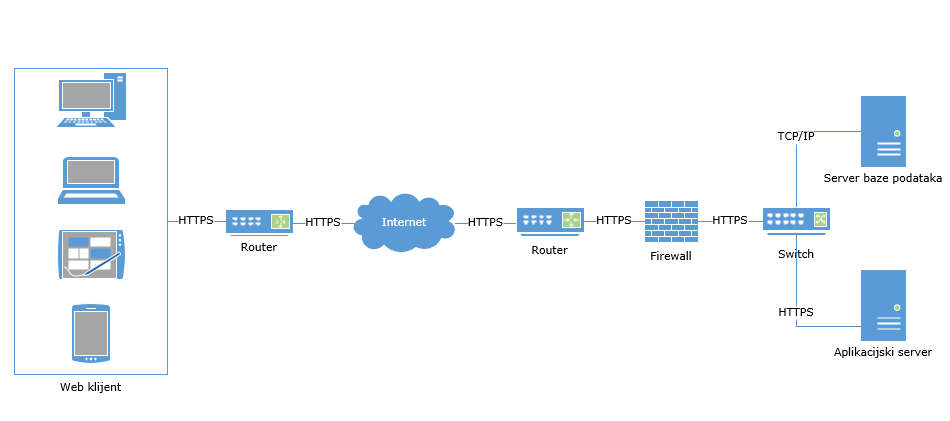 TCP/IP
Server baze podataka
HTTPS
Router
HTTPS
Internet
HTTPS
Router
HTTPS
Firewall
HTTPS
Switch
HTTPS
Aplikacijski server
Web klijent